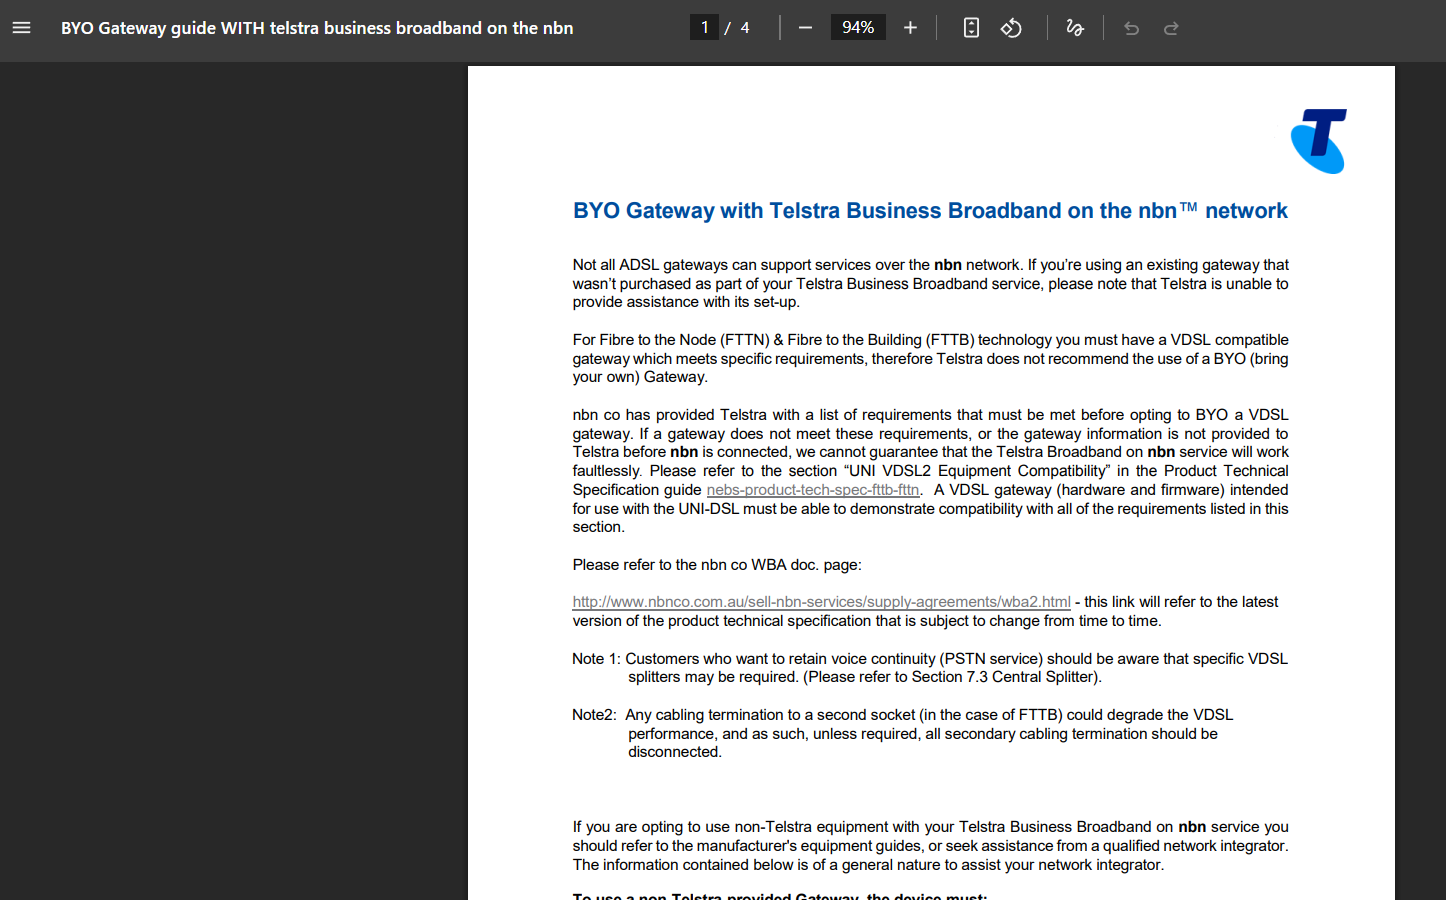 BYO Gateway guide WITH telstra business broadband on the nbn
1 / 4
94%
T
BYO Gateway with Telstra Business Broadband on the nbn™ network
Not all ADSL gateways can support services over the nbn network. If you're using an existing gateway that
wasn't purchased as part of your Telstra Business Broadband service, please note that Telstra is unable to
provide assistance with its set-up.
For Fibre to the Node (FTTN) & Fibre to the Building (FTTB) technology you must have a VDSL compatible
gateway which meets specific requirements, therefore Telstra does not recommend the use of a BYO (bring
your own) Gateway.
nbn co has provided Telstra with a list of requirements that must be met before opting to BYO a VDSL
gateway. If a gateway does not meet these requirements, or the gateway information is not provided to
Telstra before nbn is connected, we cannot guarantee that the Telstra Broadband on nbn service will work
faultlessly. Please refer to the section “UNI VDSL2 Equipment Compatibility” in the Product Technical
Specification guide nebs-product-tech-spec-fttb-fttn. A VDSL gateway (hardware and firmware) intended
for use with the UNI-DSL must be able to demonstrate compatibility with all of the requirements listed in this
section.
Please refer to the nbn co WBA doc. page:
http://www.nbnco.com.au/sell-nbn-services/supply-agreements/wba2.html - this link will refer to the latest
version of the product technical specification that is subject to change from time to time.
Note 1: Customers who want to retain voice continuity (PSTN service) should be aware that specific VDSL
splitters may be required. (Please refer to Section 7.3 Central Splitter).
Note2: Any cabling termination to a second socket (in the case of FTTB) could degrade the VDSL
performance, and as such, unless required, all secondary cabling termination should be
disconnected.
If you are opting to use non-Telstra equipment with your Telstra Business Broadband on nbn service you
should refer to the manufacturer's equipment guides, or seek assistance from a qualified network integrator.
The information contained below is of a general nature to assist your network integrator.
To use a non-Telstra provided Gateway, the device must: